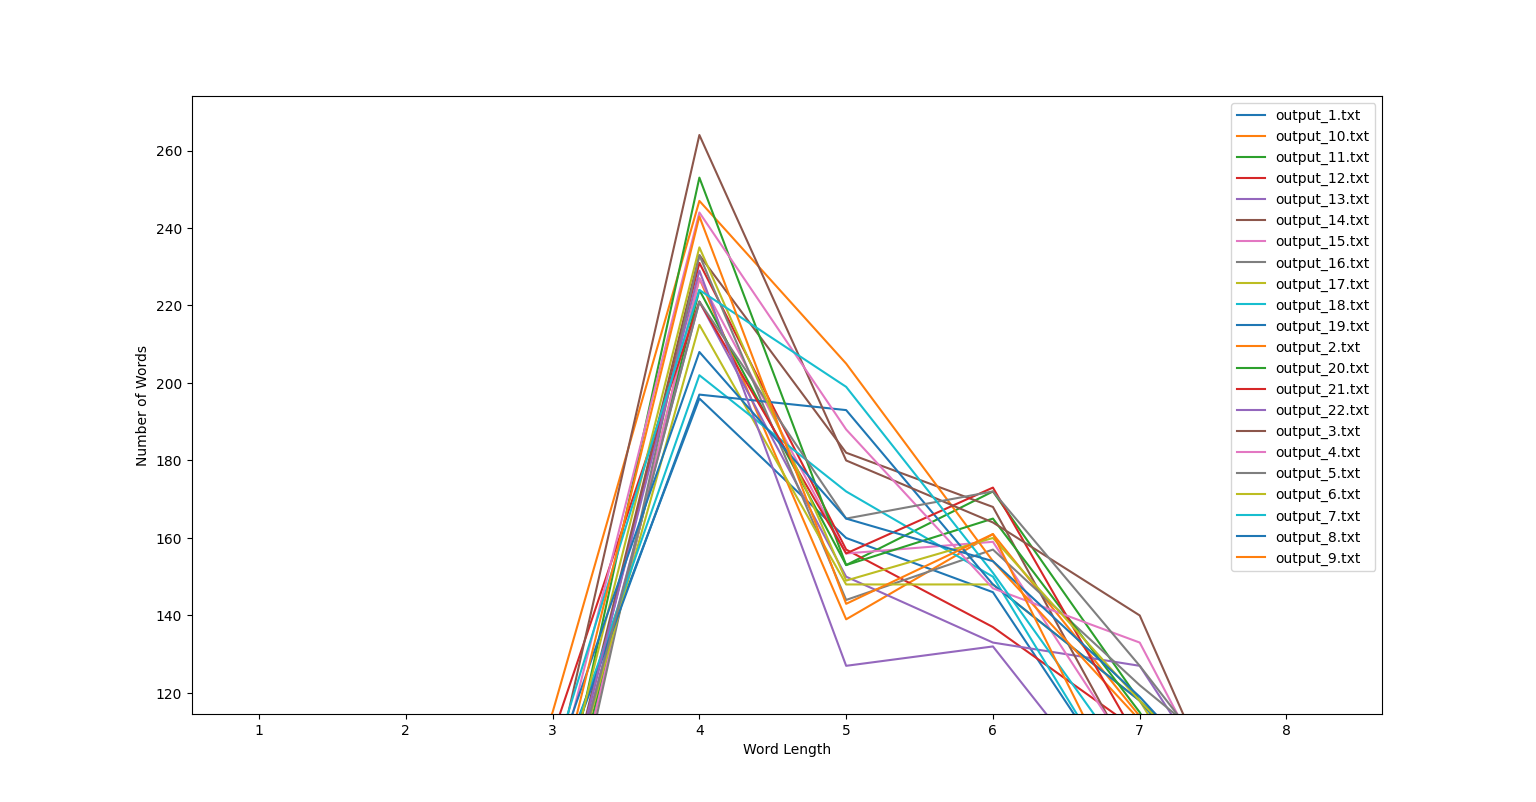 260
240
220
200
180
160
140
120
Number of Words
1 2 3 4 5 6 7 8
Word Length
output_1.txt
output_10.txt
output_11.txt
output_12.txt
output_13.txt
output_14.txt
output_15.txt
output_16.txt
output_17.txt
output_18.txt
output_19.txt
output_2.txt
output_20.txt
output_21.txt
output_22.txt
output_3.txt
output_4.txt
output_5.txt
output_6.txt
output_7.txt
output_8.txt
output_9.txt